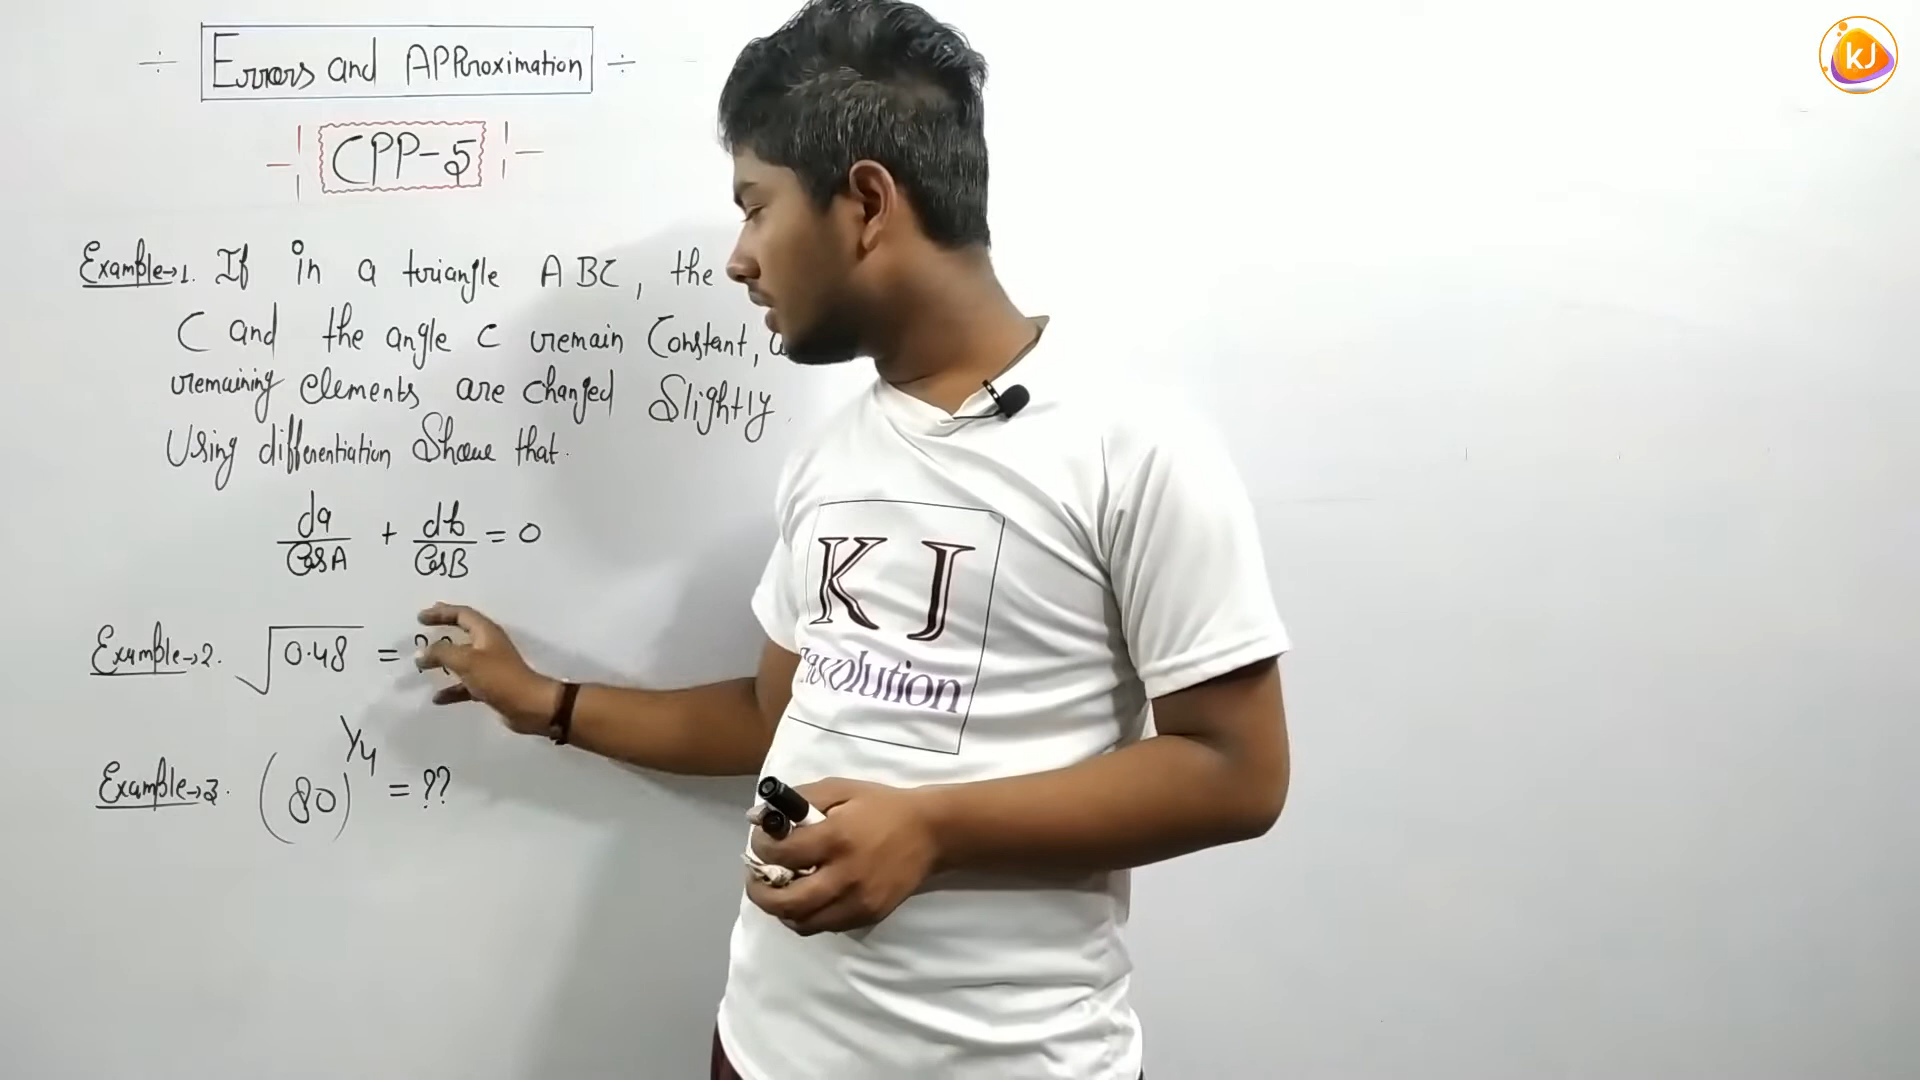 ÷ Errors and APProximation ÷
CPP-5
Example→1. If in a triangle ABC, the
C and the angle C remain Constant,
remaining elements are changed Slightly.
Using differentiation Show that.
da/CosA + db/CosB = 0
Example→2. √0.48 = ??
Example→3. (80)^1/4 = ??
KJ
KJ
revolution